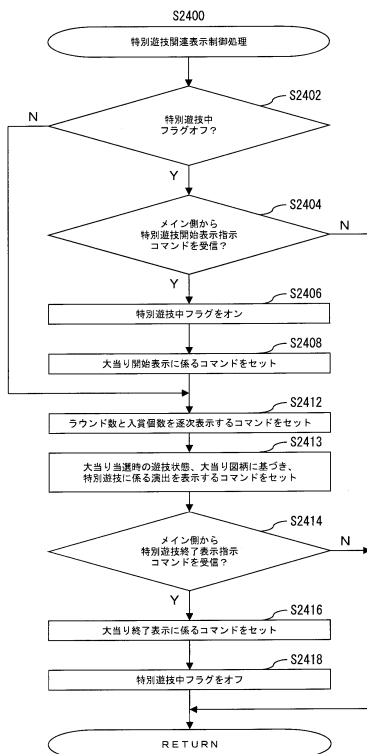 S2400
特別遊技関連表示制御処理
S2402
特別遊技中
フラグオフ？
N
Y
S2404
メイン側から
特別遊技開始表示指示
コマンドを受信？
N
Y
S2406
特別遊技中フラグをオン
S2408
大当り開始表示に係るコマンドをセット
S2412
ラウンド数と入賞個数を逐次表示するコマンドをセット
S2413
大当り当選時の遊技状態、大当り図柄に基づき、
特別遊技に係る演出を表示するコマンドをセット
S2414
メイン側から
特別遊技終了表示指示
コマンドを受信？
N
Y
S2416
大当り終了表示に係るコマンドをセット
S2418
特別遊技中フラグをオフ
RETURN